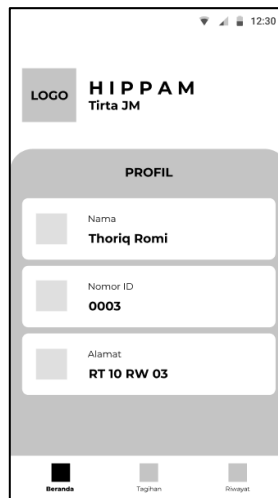 12:30
LOGO
HIPPAM
Tirta JM
PROFIL
Nama
Thoriq Romi
Nomor ID
0003
Alamat
RT 10 RW 03
Beranda
Tagihan
Riwayat